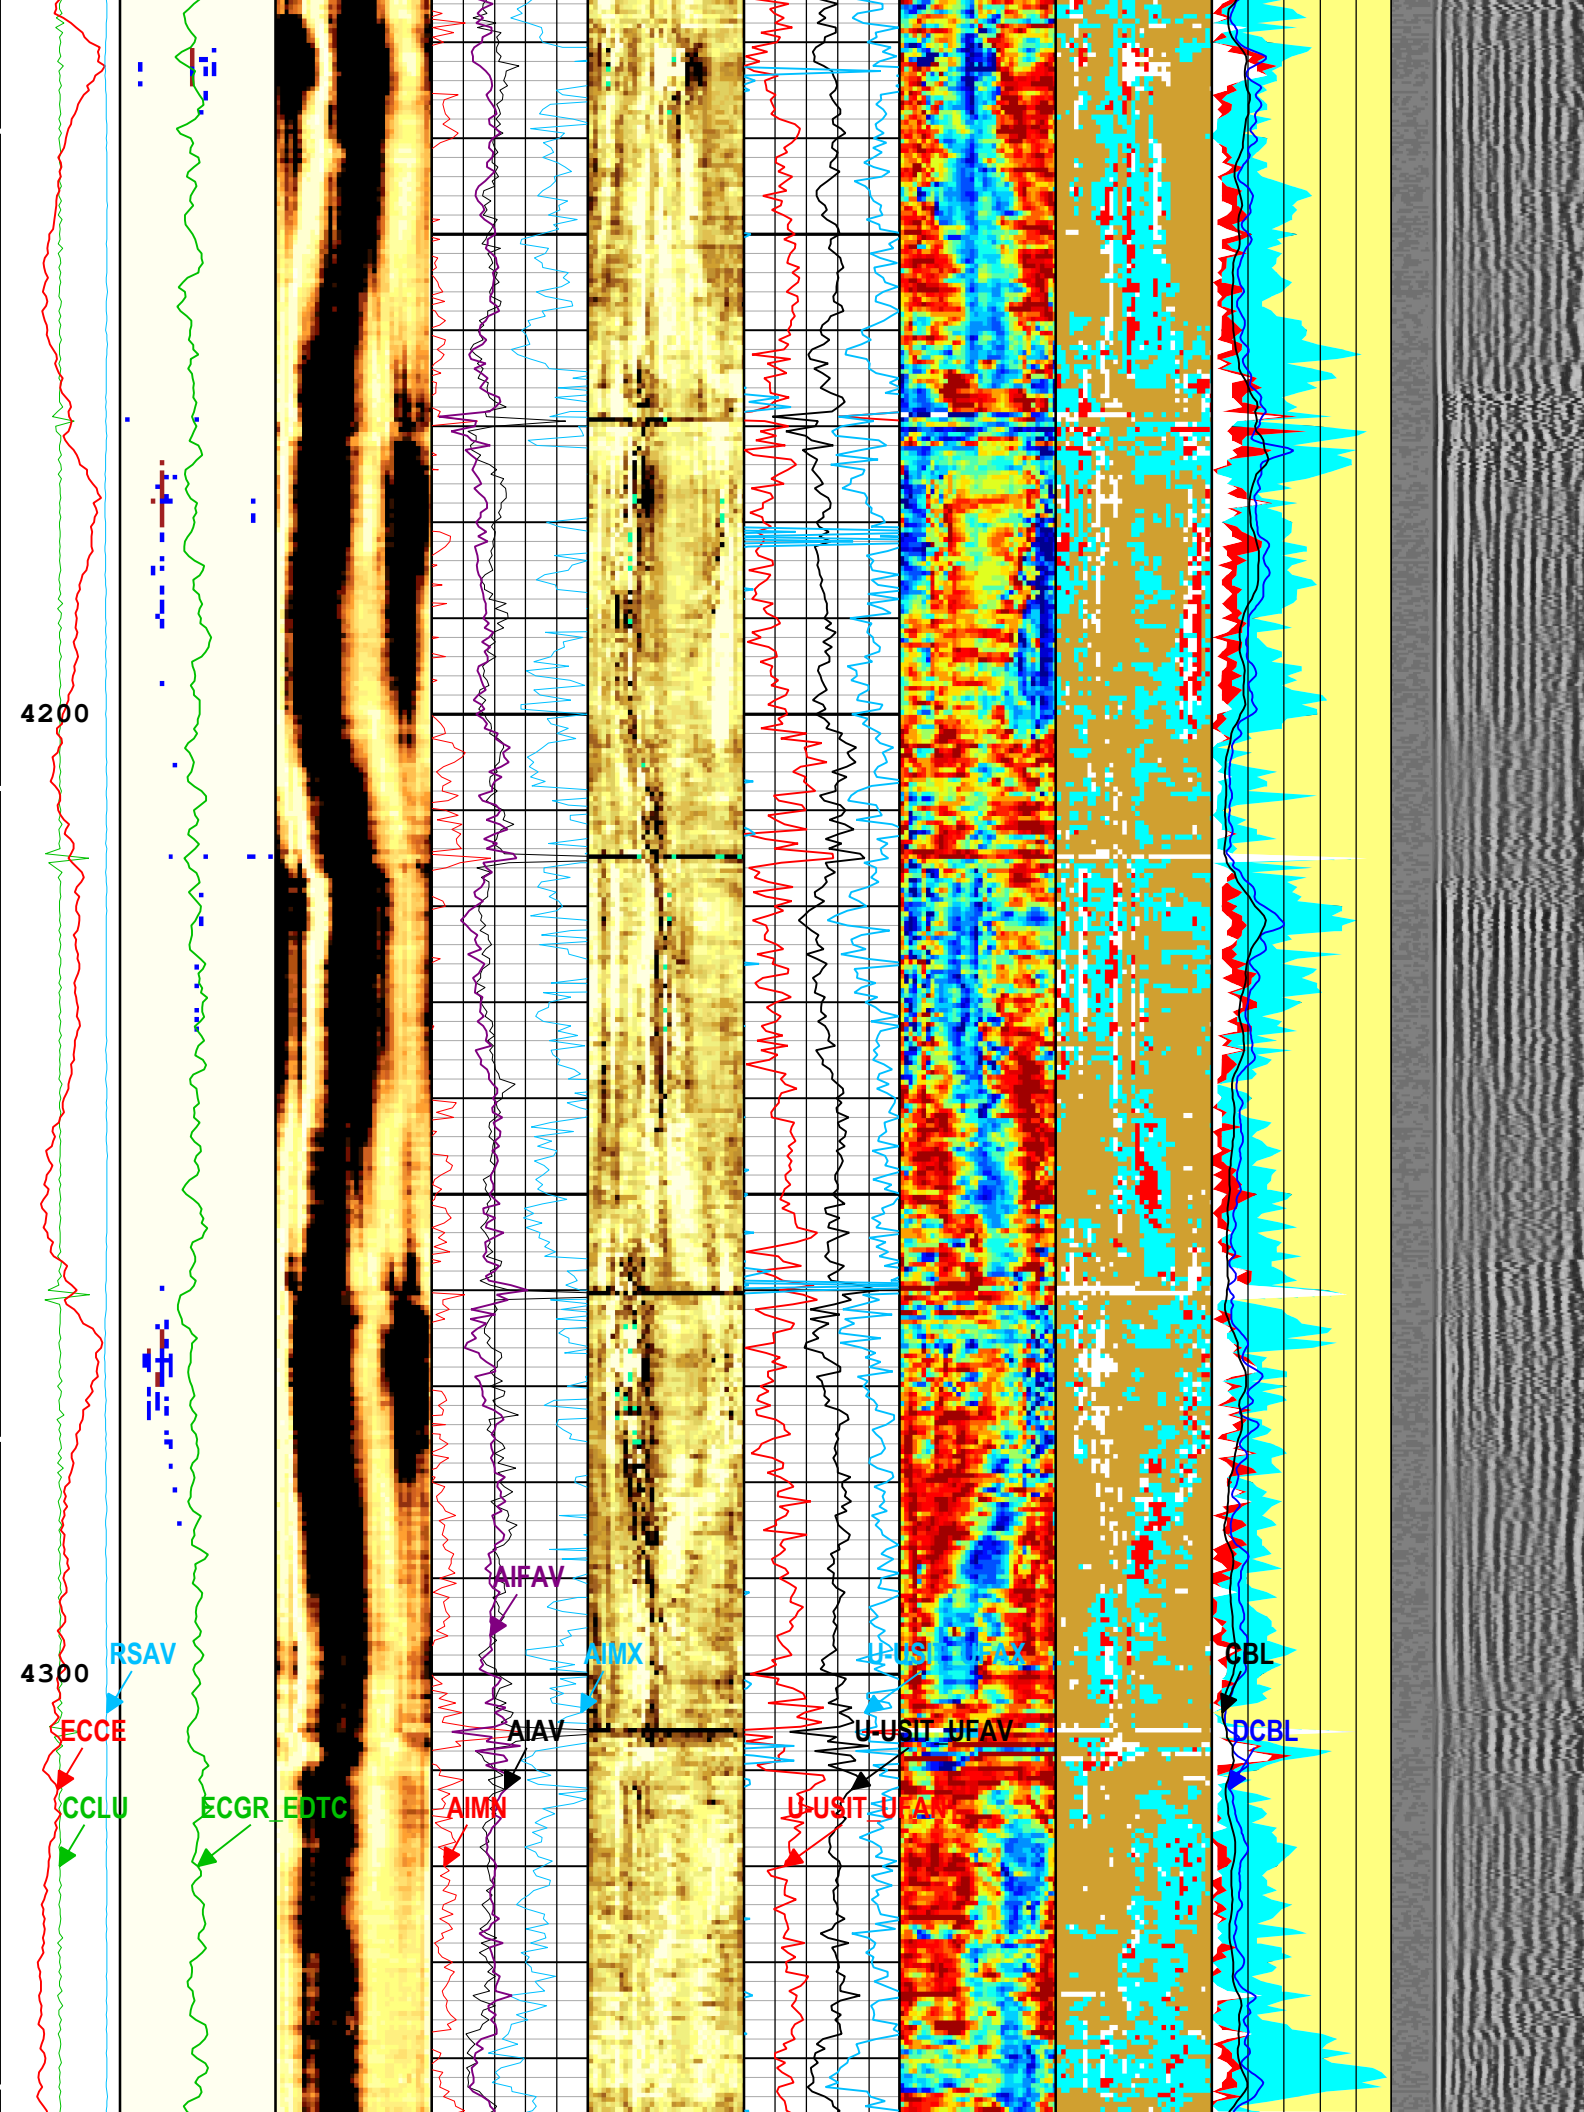 4200
AIFAV
RSAV
AIMX
U-USIT_UFAX
CBL
4300
ECCE
AIAV
U-USIT_UFAV
DCBL
CCLU
ECGR_EDTC
AIMN
U-USIT_UFAN